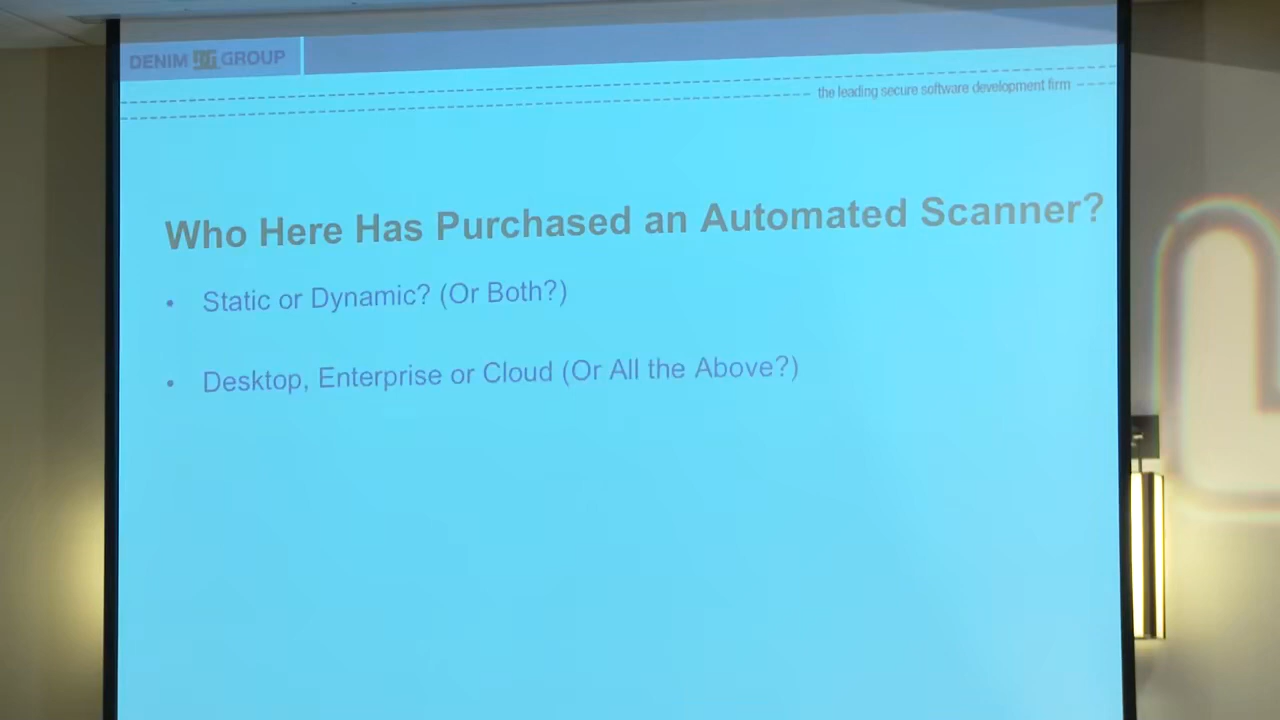 DENIM GROUP
the leading secure software development firm
Who Here Has Purchased an Automated Scanner?
• Static or Dynamic? (Or Both?)
• Desktop, Enterprise or Cloud (Or All the Above?)